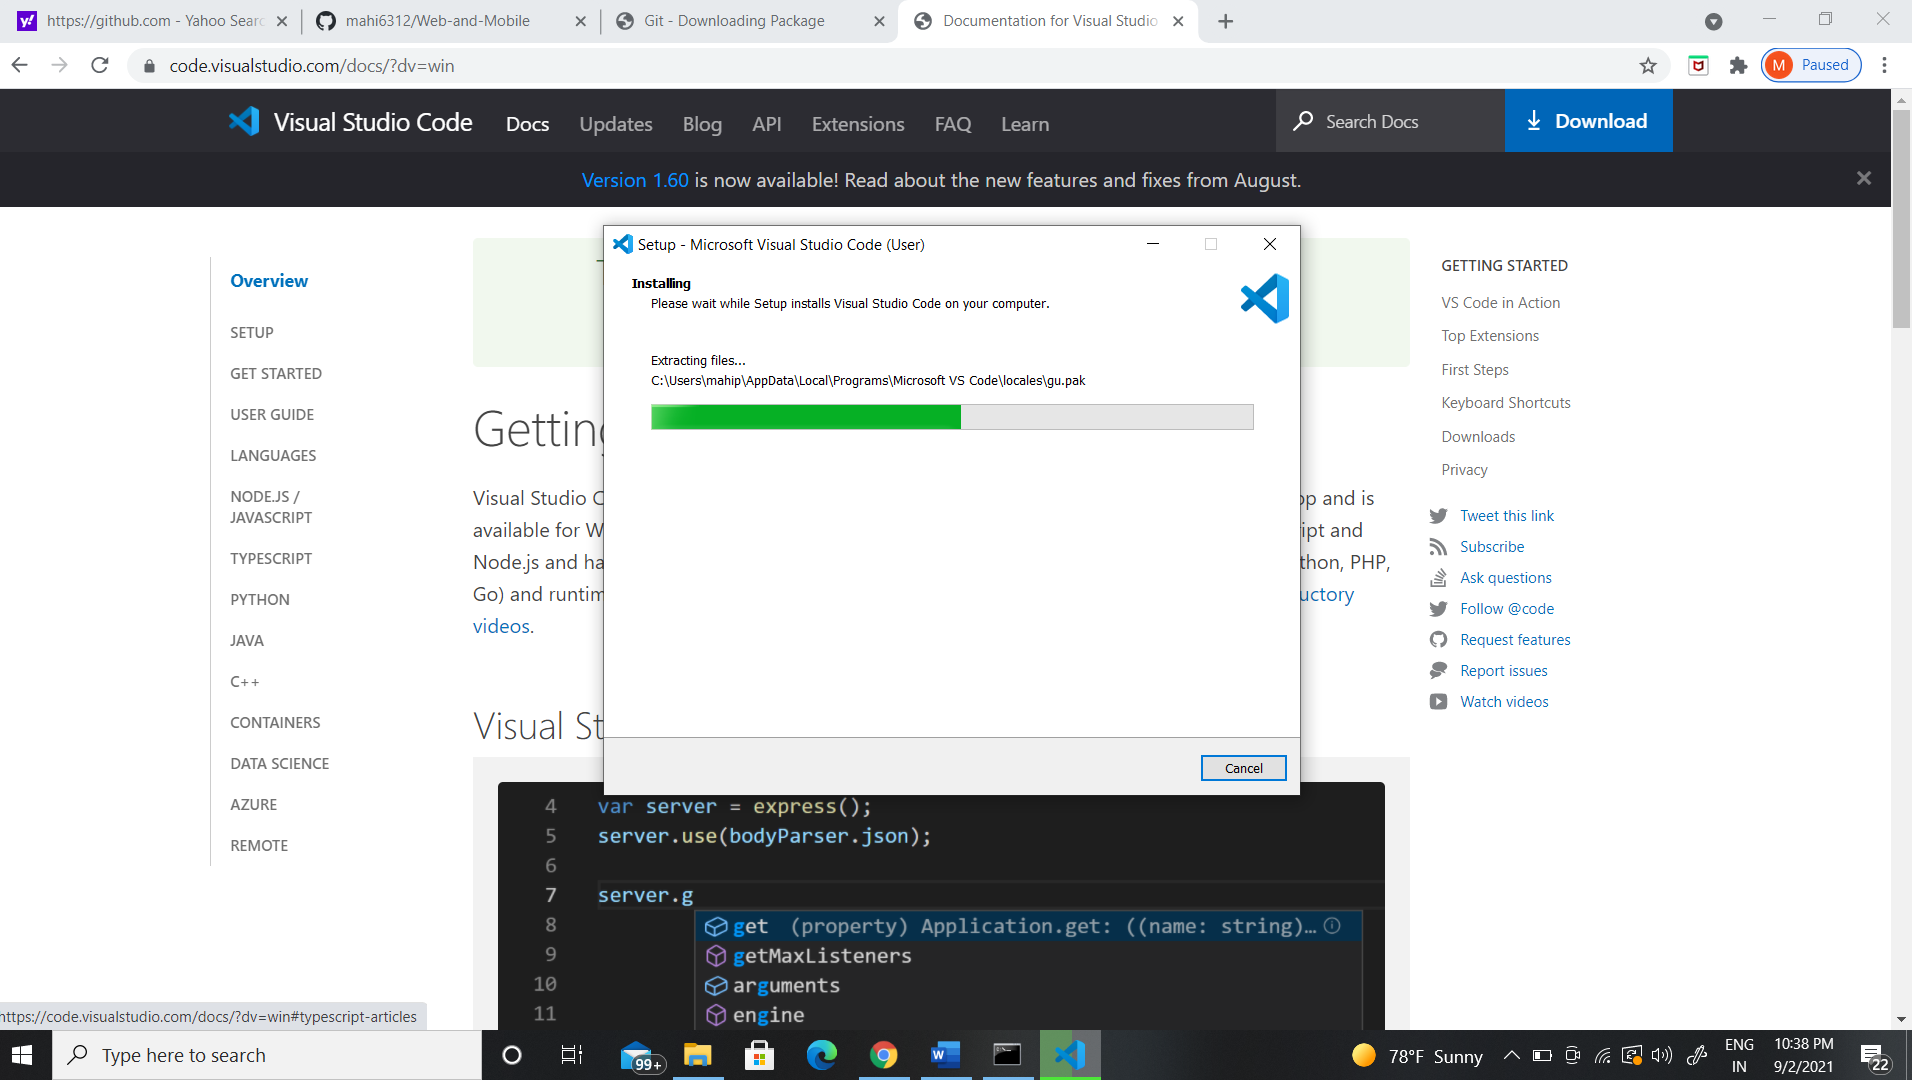 https://github.com - Yahoo Searc
mahi6312/Web-and-Mobile
Git - Downloading Package
Documentation for Visual Studio
code.visualstudio.com/docs/?dv=win
M Paused
Visual Studio Code
Docs
Updates
Blog
API
Extensions
FAQ
Learn
Search Docs
Download
Version 1.60 is now available! Read about the new features and fixes from August.
Overview
SETUP
GET STARTED
USER GUIDE
LANGUAGES
NODE.JS /
JAVASCRIPT
TYPESCRIPT
PYTHON
JAVA
C++
CONTAINERS
DATA SCIENCE
AZURE
REMOTE
Setup - Microsoft Visual Studio Code (User)
Installing
Please wait while Setup installs Visual Studio Code on your computer.
Extracting files...
C:\Users\mahip\AppData\Local\Programs\Microsoft VS Code\locales\gu.pak
Cancel
Getting
Visual Studio C op and is
available for W ript and
Node.js and ha thon, PHP,
Go) and runtim uctory
videos.
Visual St
4 var server = express();
5 server.use(bodyParser.json);
6
7 server.g
8 get (property) Application.get: ((name: string)…
9 getMaxListeners
10 arguments
11 engine
GETTING STARTED
VS Code in Action
Top Extensions
First Steps
Keyboard Shortcuts
Downloads
Privacy
Tweet this link
Subscribe
Ask questions
Follow @code
Request features
Report issues
Watch videos
https://code.visualstudio.com/docs/?dv=win#typescript-articles
Type here to search
99+
78°F Sunny
ENG
IN
10:38 PM
9/2/2021
22